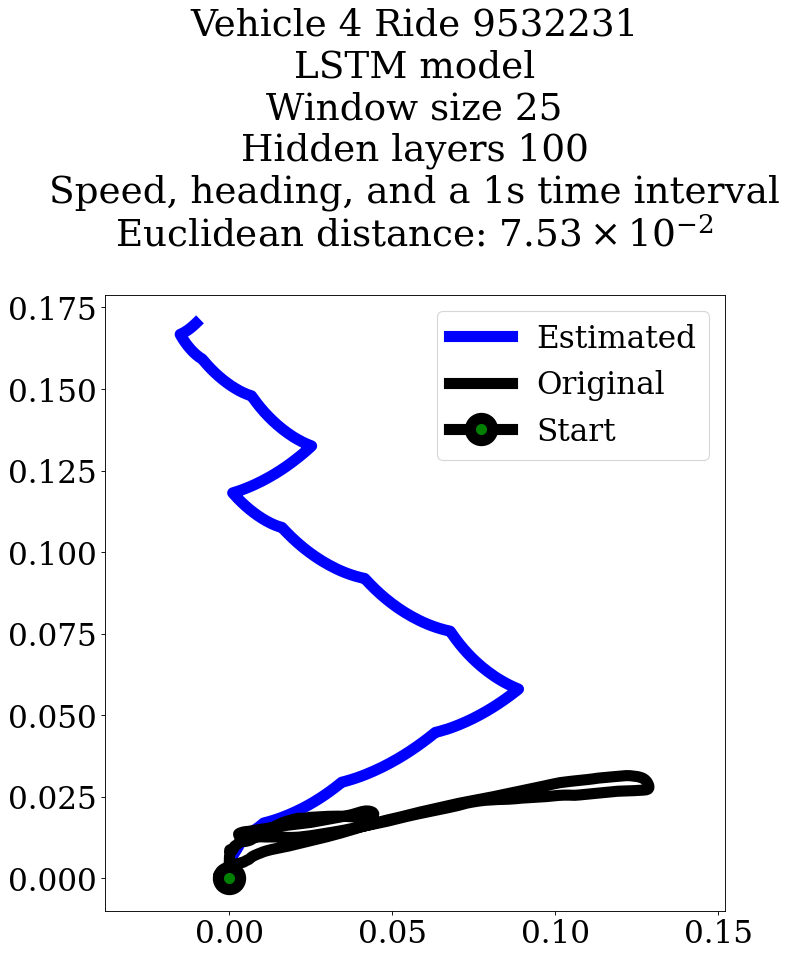 Vehicle 4 Ride 9532231
LSTM model
Window size 25
Hidden layers 100
Speed, heading, and a 1s time interval
Euclidean distance: 7.53 × 10⁻²
0.175
0.150
0.125
0.100
0.075
0.050
0.025
0.000
Estimated
Original
Start
0.00 0.05 0.10 0.15